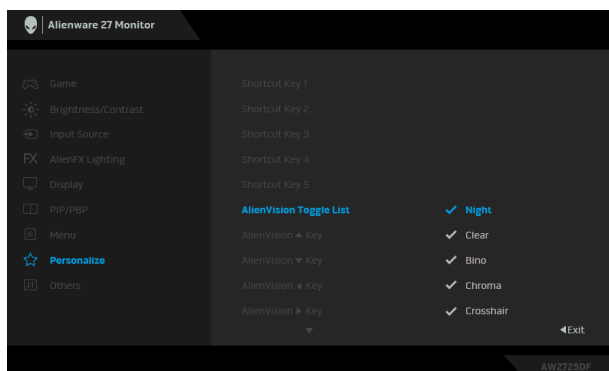 Alienware 27 Monitor
Game
Brightness/Contrast
Input Source
FX AlienFX Lighting
Display
PIP/PBP
Menu
Personalize
Others
Shortcut Key 1
Shortcut Key 2
Shortcut Key 3
Shortcut Key 4
Shortcut Key 5
AlienVision Toggle List
AlienVision ▲ Key
AlienVision ▼ Key
AlienVision ◀ Key
AlienVision ▶ Key
Night
Clear
Bino
Chroma
Crosshair
◀Exit
AW2725DF